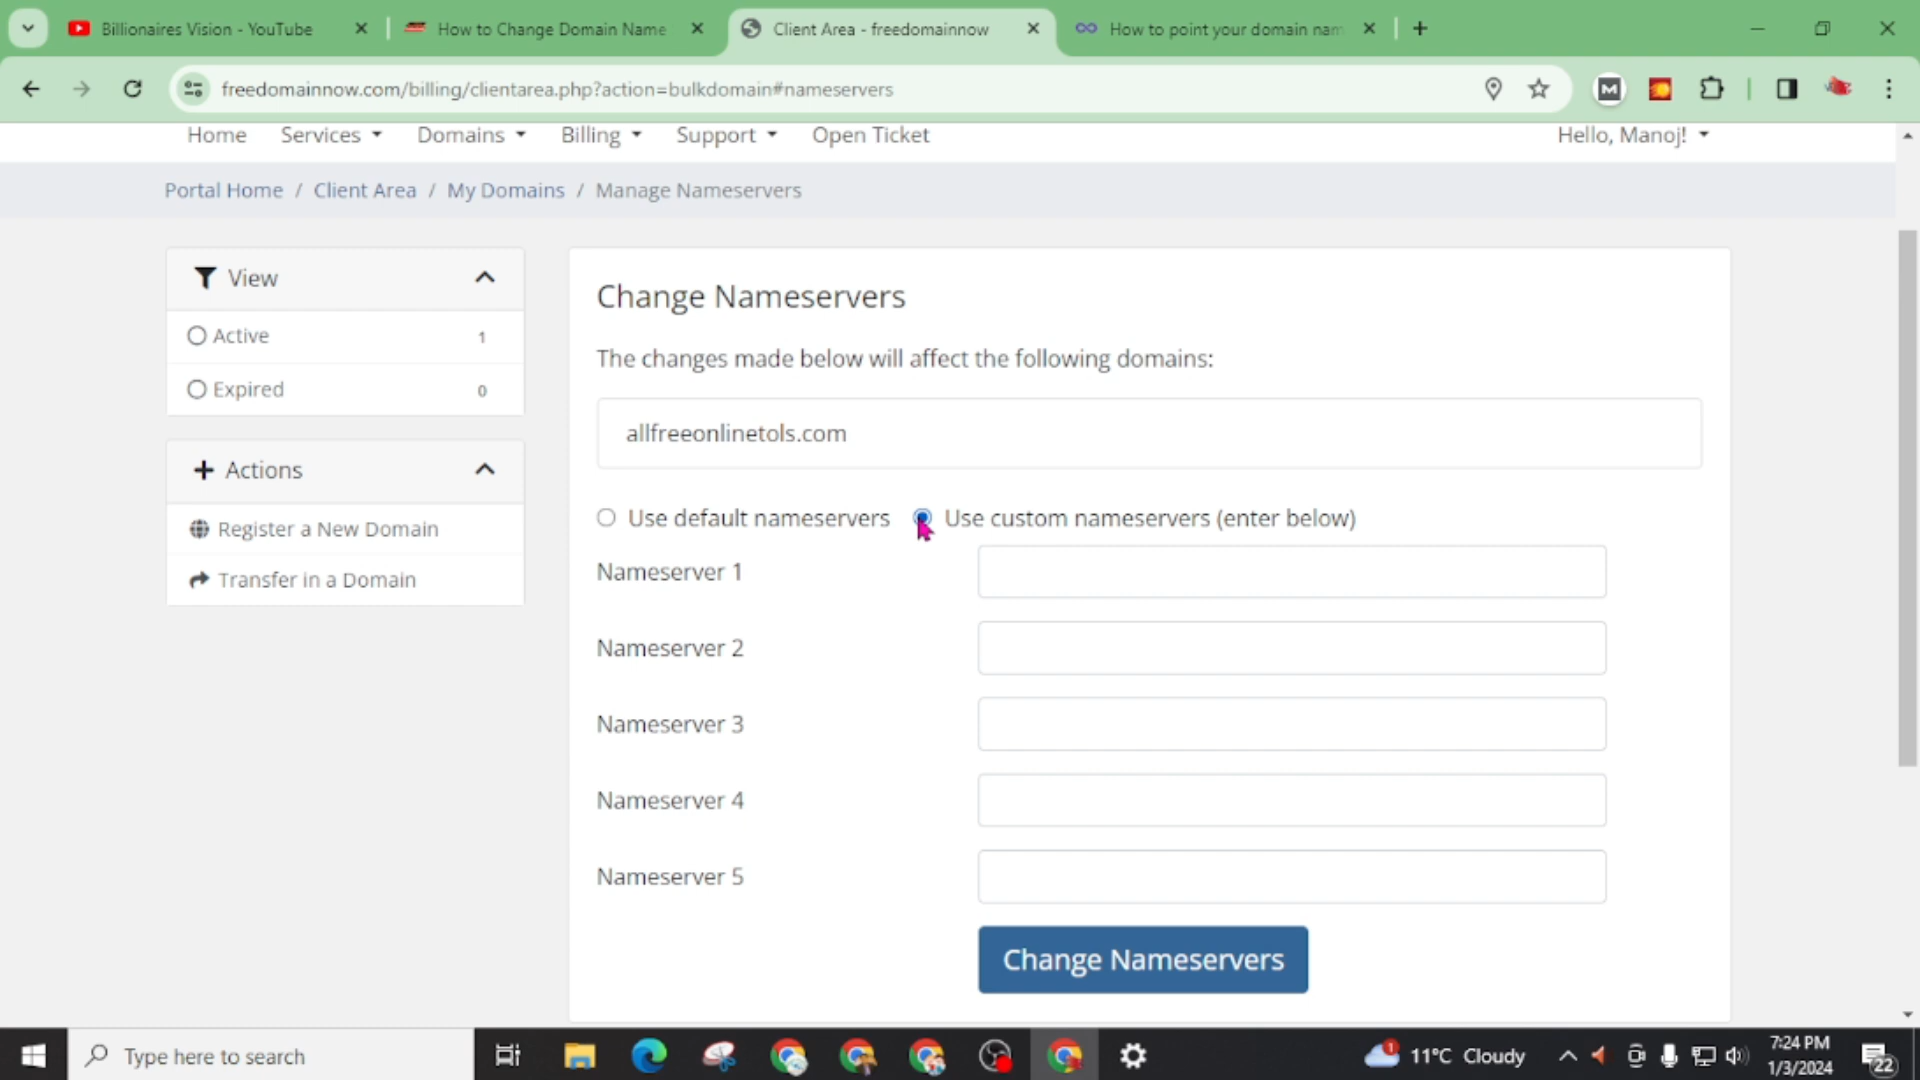 Billionaires Vision - YouTube
How to Change Domain Name
Client Area - freedomainnow
How to point your domain nam
freedomainnow.com/billing/clientarea.php?action=bulkdomain#nameservers
Home Services Domains Billing Support Open Ticket Hello, Manoj!
Portal Home / Client Area / My Domains / Manage Nameservers
View
Active 1
Expired 0
Actions
Register a New Domain
Transfer in a Domain
Change Nameservers
The changes made below will affect the following domains:
allfreeonlinetols.com
Use default nameservers Use custom nameservers (enter below)
Nameserver 1
Nameserver 2
Nameserver 3
Nameserver 4
Nameserver 5
Change Nameservers
Type here to search
1
11°C Cloudy
7:24 PM
1/3/2024
22